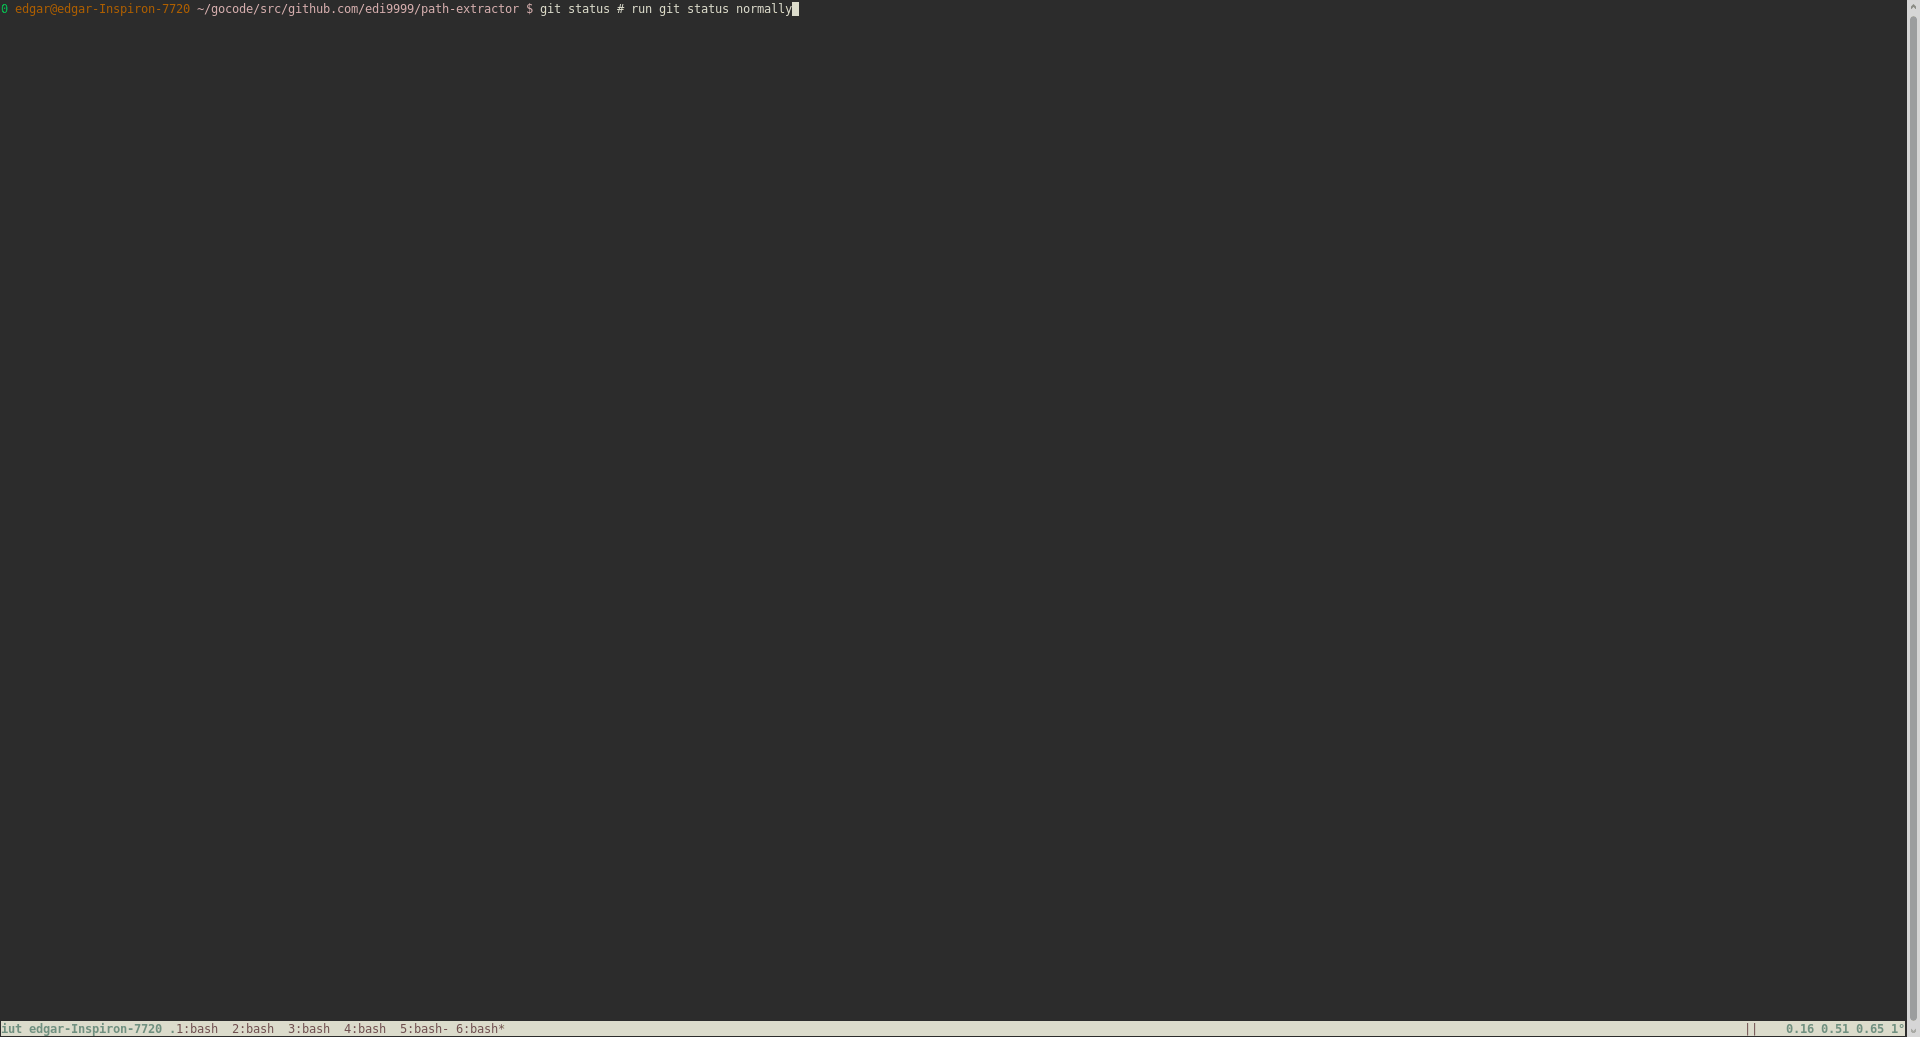 0 edgar@edgar-Inspiron-7720 ~/gocode/src/github.com/edi9999/path-extractor $ git status # run git status normally
iut edgar-Inspiron-7720 .1:bash  2:bash  3:bash  4:bash  5:bash- 6:bash* || 0.16 0.51 0.65 1°